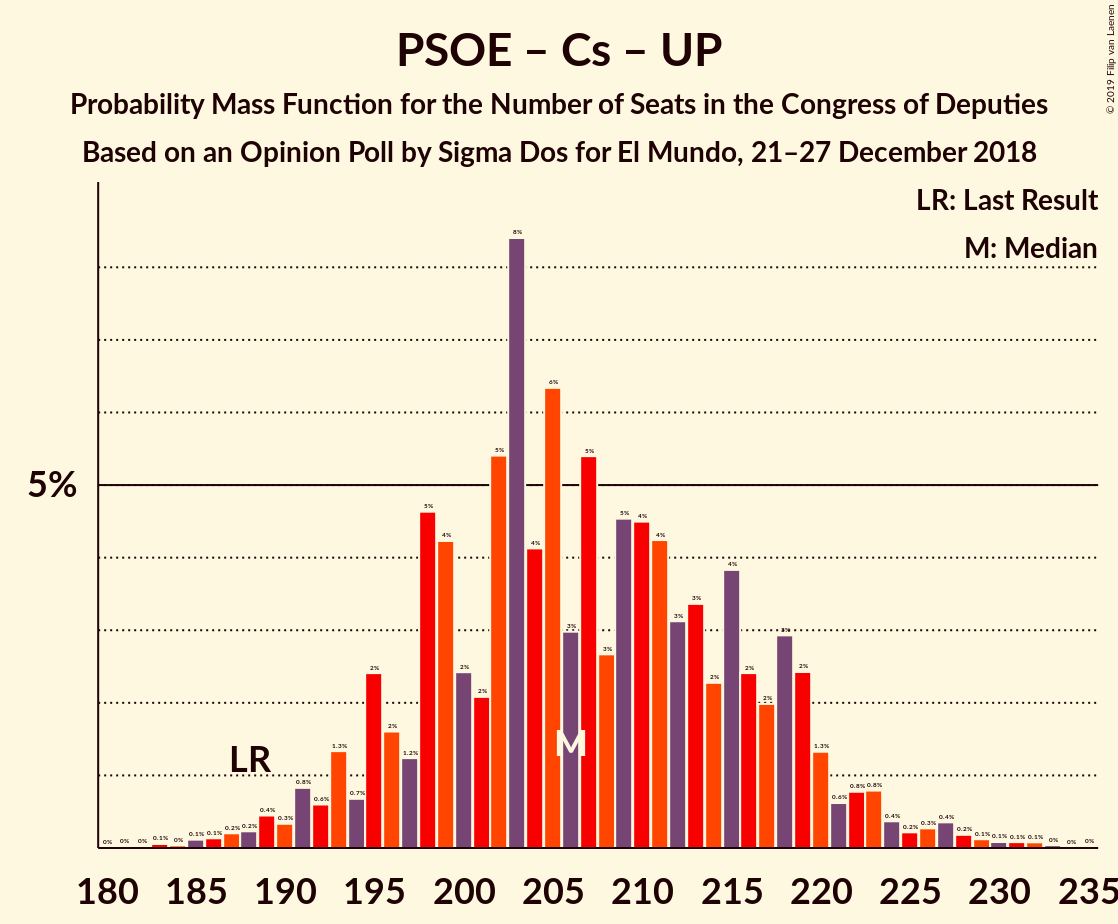 PSOE – Cs – UP
Probability Mass Function for the Number of Seats in the Congress of Deputies
Based on an Opinion Poll by Sigma Dos for El Mundo, 21–27 December 2018
© 2019 Filip van Laenen
LR: Last Result
M: Median
5%
LR
M
0% 0% 0% 0.1% 0% 0.1% 0.1% 0.2% 0.2% 0.4% 0.3% 0.8% 0.6% 1.3% 0.7% 2% 2% 1.2% 5% 4% 2% 2% 5% 8% 4% 6% 3% 5% 3% 5% 4% 4% 3% 3% 2% 4% 2% 2% 3% 2% 1.3% 0.6% 0.8% 0.8% 0.4% 0.2% 0.3% 0.4% 0.2% 0.1% 0.1% 0.1% 0.1% 0% 0% 0%
180 185 190 195 200 205 210 215 220 225 230 235